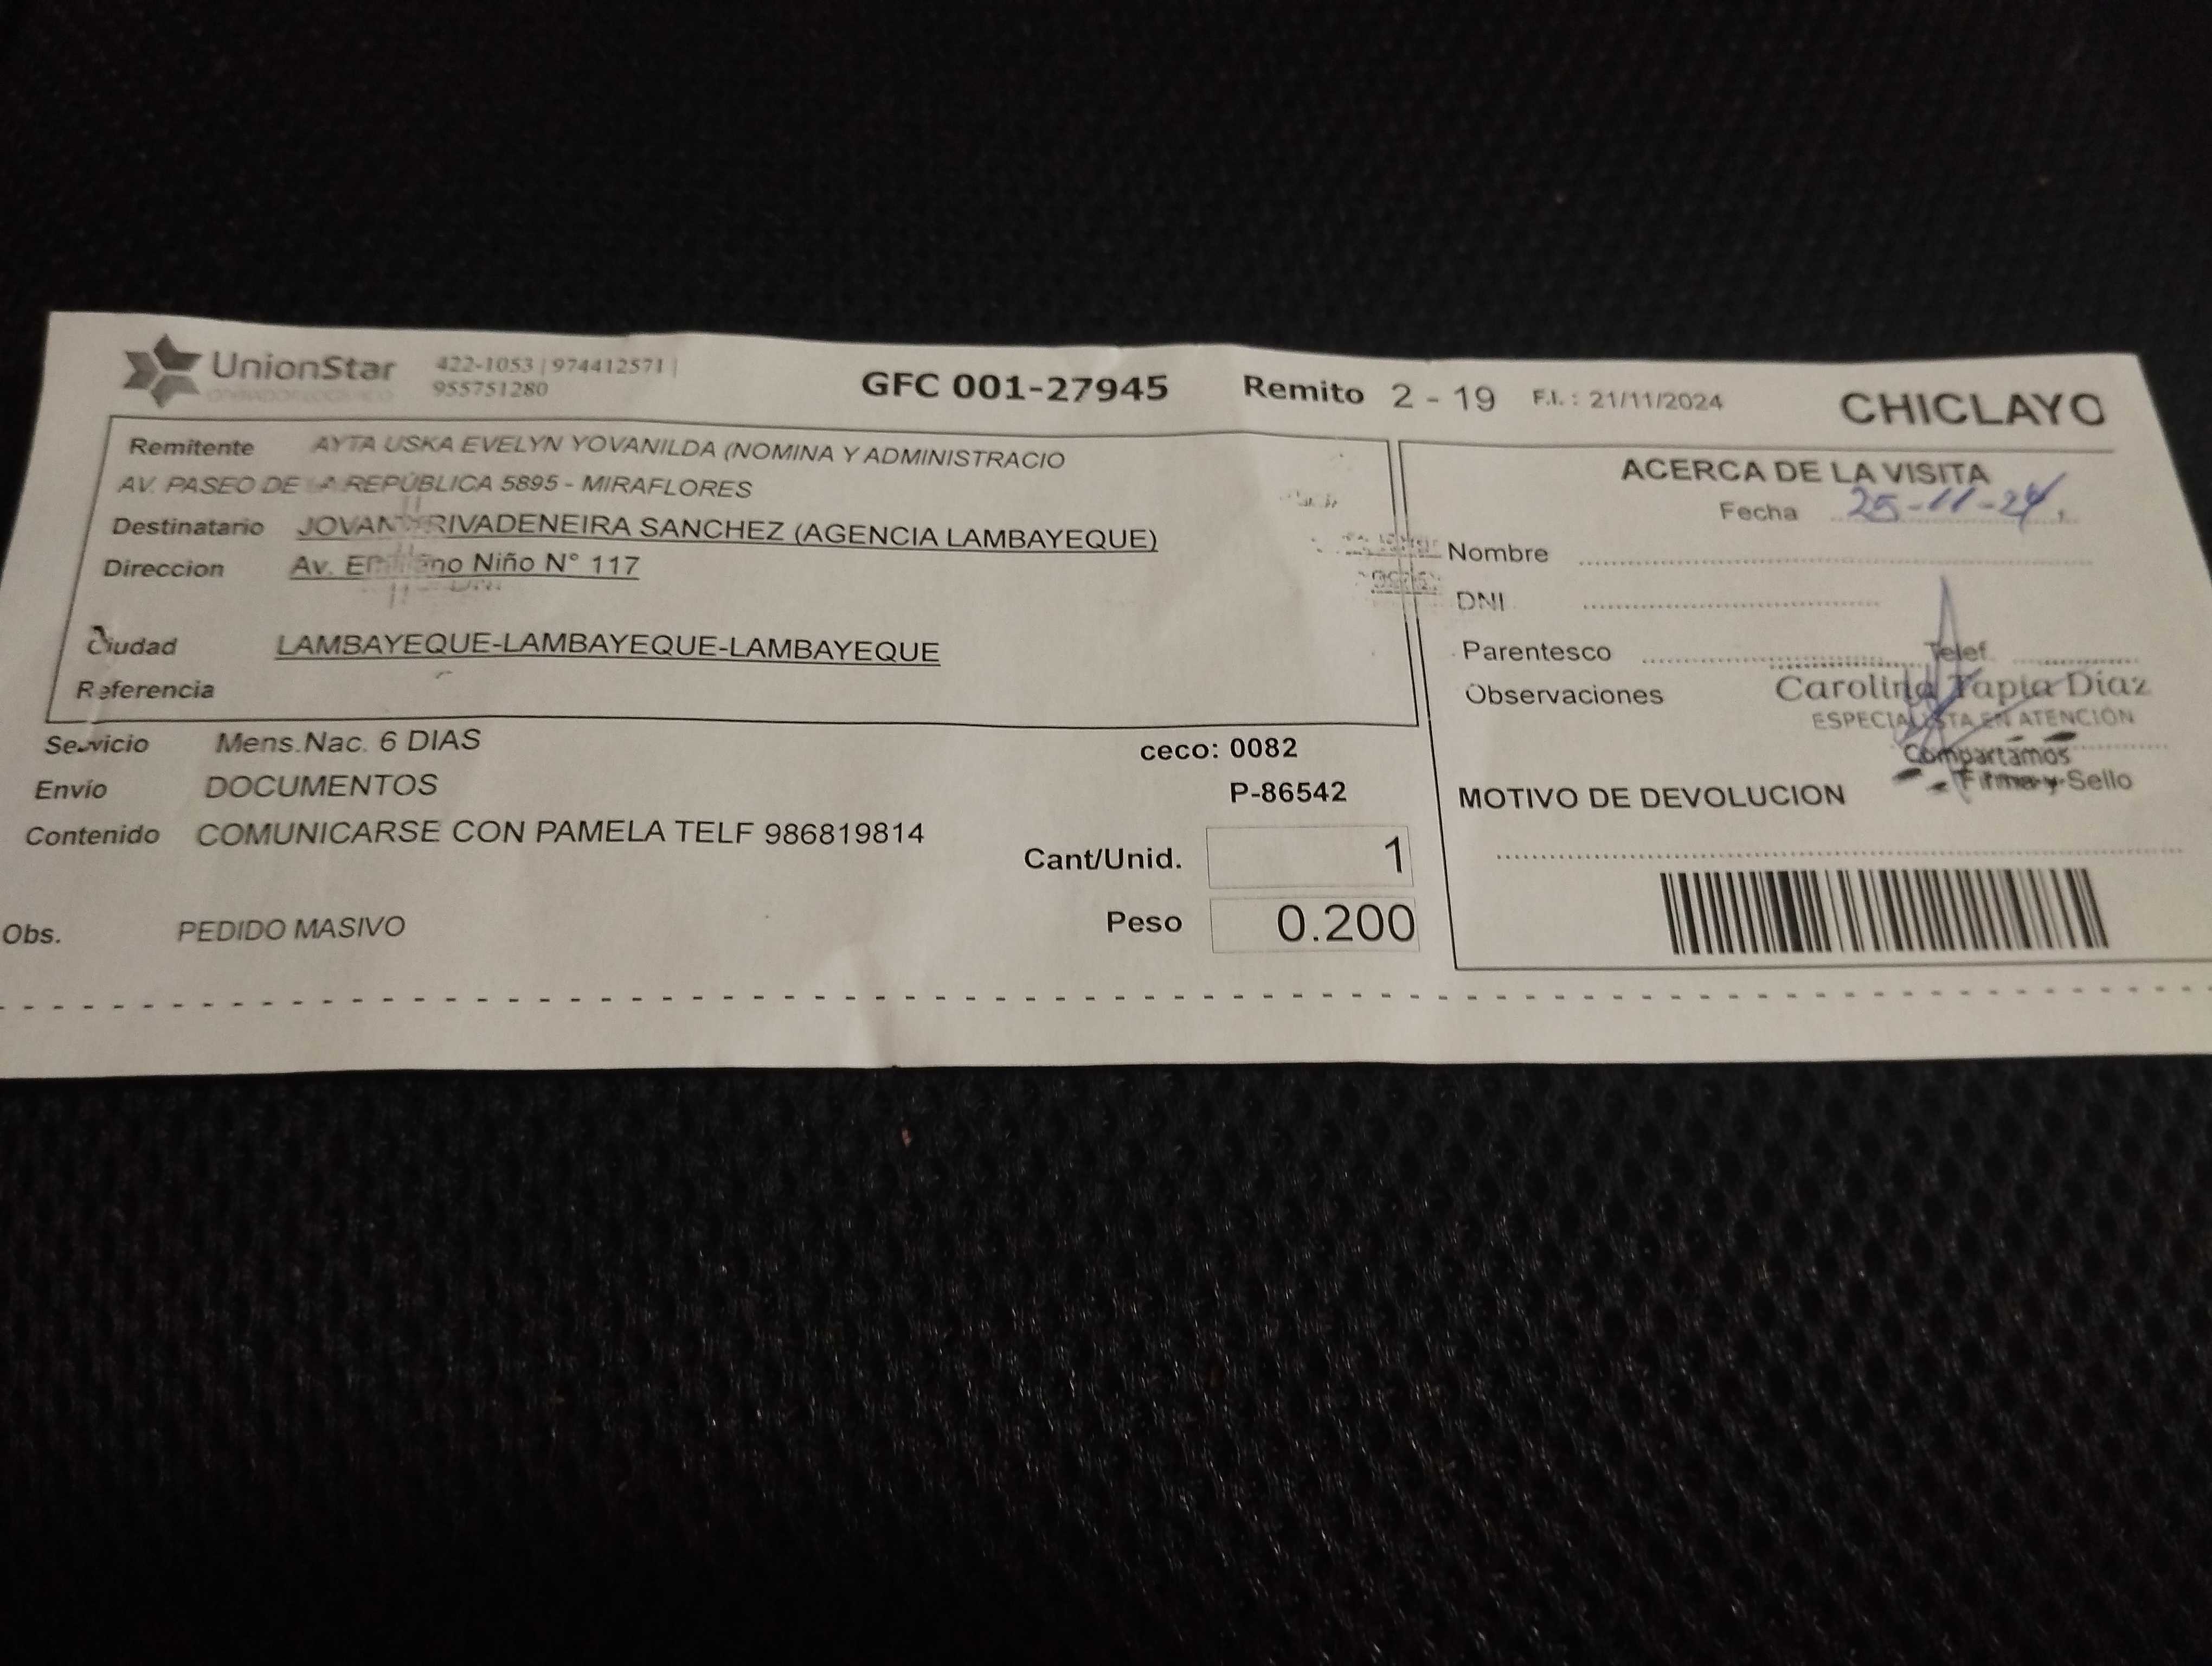 UnionStar
422-1053 | 974412571 |
955751280
GFC 001-27945 Remito 2 - 19 F.I. : 21/11/2024 CHICLAYO
Remitente AYTA USKA EVELYN YOVANILDA (NOMINA Y ADMINISTRACIO
AV. PASEO DE REPÚBLICA 5895 - MIRAFLORES
Destinatario RIVADENEIRA SANCHEZ (AGENCIA LAMBAYEQUE)
Direccion Av. Niño N° 117
Ciudad LAMBAYEQUE-LAMBAYEQUE-LAMBAYEQUE
Referencia
Servicio Mens.Nac. 6 DIAS
ceco: 0082
Envio DOCUMENTOS
P-86542
Contenido COMUNICARSE CON PAMELA TELF 986819814
Cant/Unid. 1
Peso 0.200
Obs. PEDIDO MASIVO
ACERCA DE LA VISITA
Fecha 25-11-24
Nombre
DNI
Parentesco Telef
Observaciones Carolina Tapia Diaz
ESPECIALISTA EN ATENCIÓN
Compartamos
Firma y Sello
MOTIVO DE DEVOLUCION